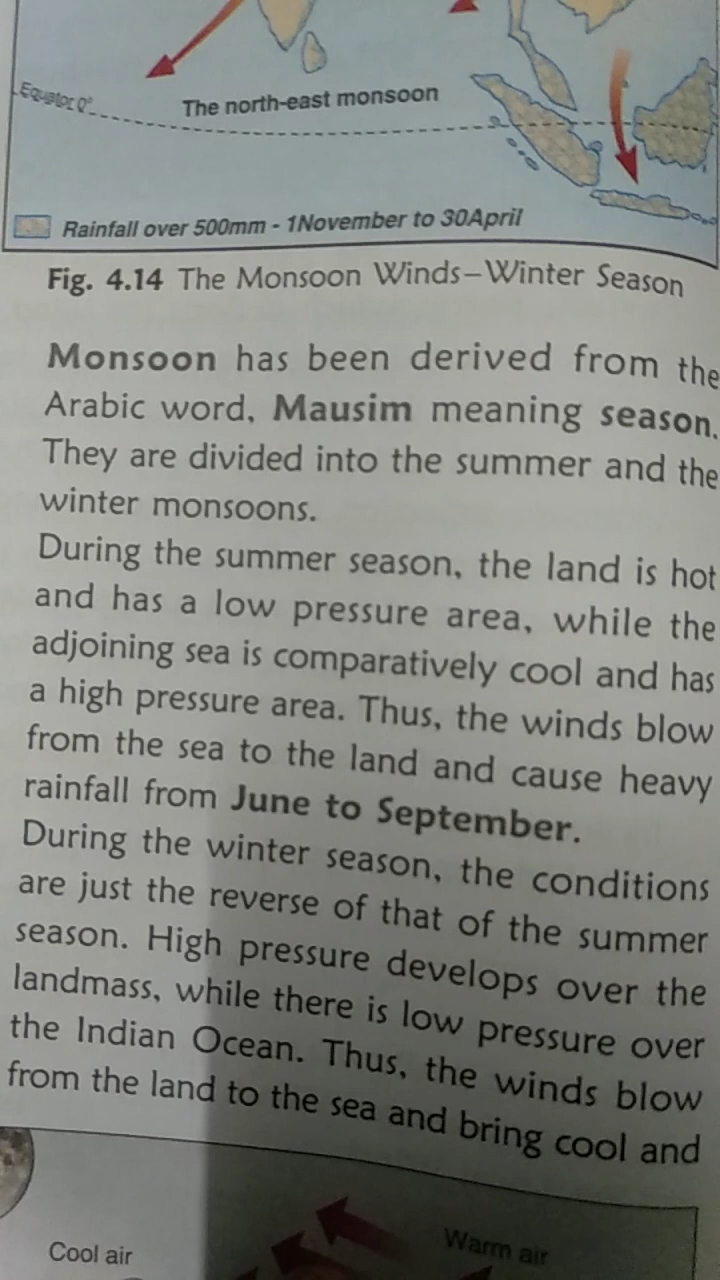 Equator 0°
The north-east monsoon
Rainfall over 500mm - 1November to 30April
Fig. 4.14 The Monsoon Winds–Winter Season
Monsoon has been derived from the
Arabic word, Mausim meaning season.
They are divided into the summer and the
winter monsoons.
During the summer season, the land is hot
and has a low pressure area, while the
adjoining sea is comparatively cool and has
a high pressure area. Thus, the winds blow
from the sea to the land and cause heavy
rainfall from June to September.
During the winter season, the conditions
are just the reverse of that of the summer
season. High pressure develops over the
landmass, while there is low pressure over
the Indian Ocean. Thus, the winds blow
from the land to the sea and bring cool and
Cool air
Warm air